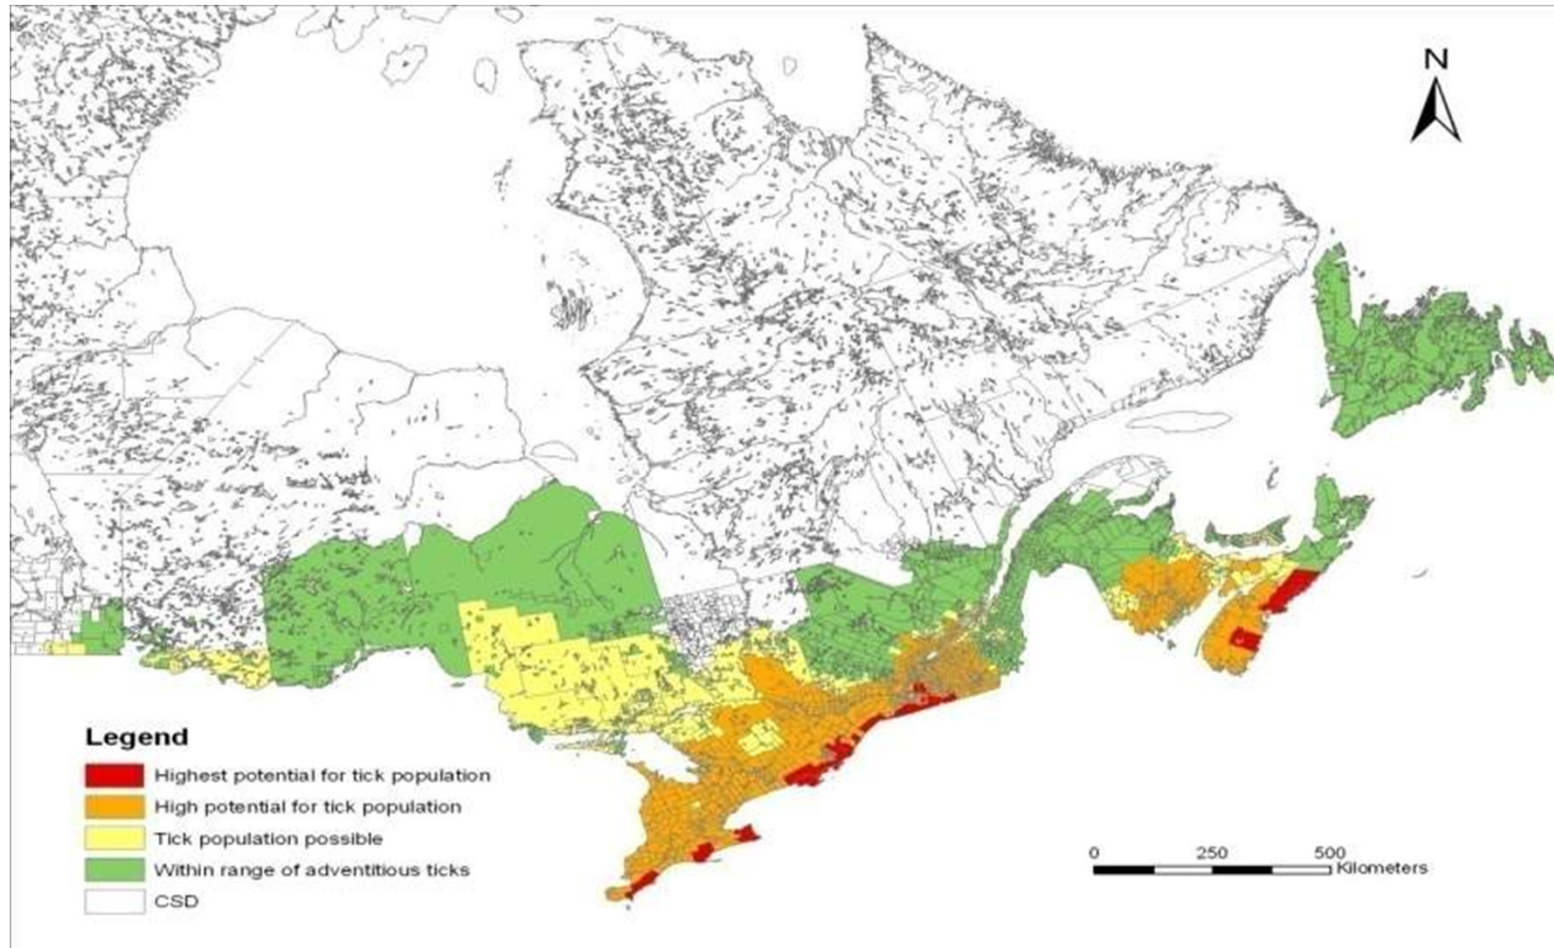 N
Legend
Highest potential for tick population
High potential for tick population
Tick population possible
Within range of adventitious ticks
CSD
0 250 500
Kilometers